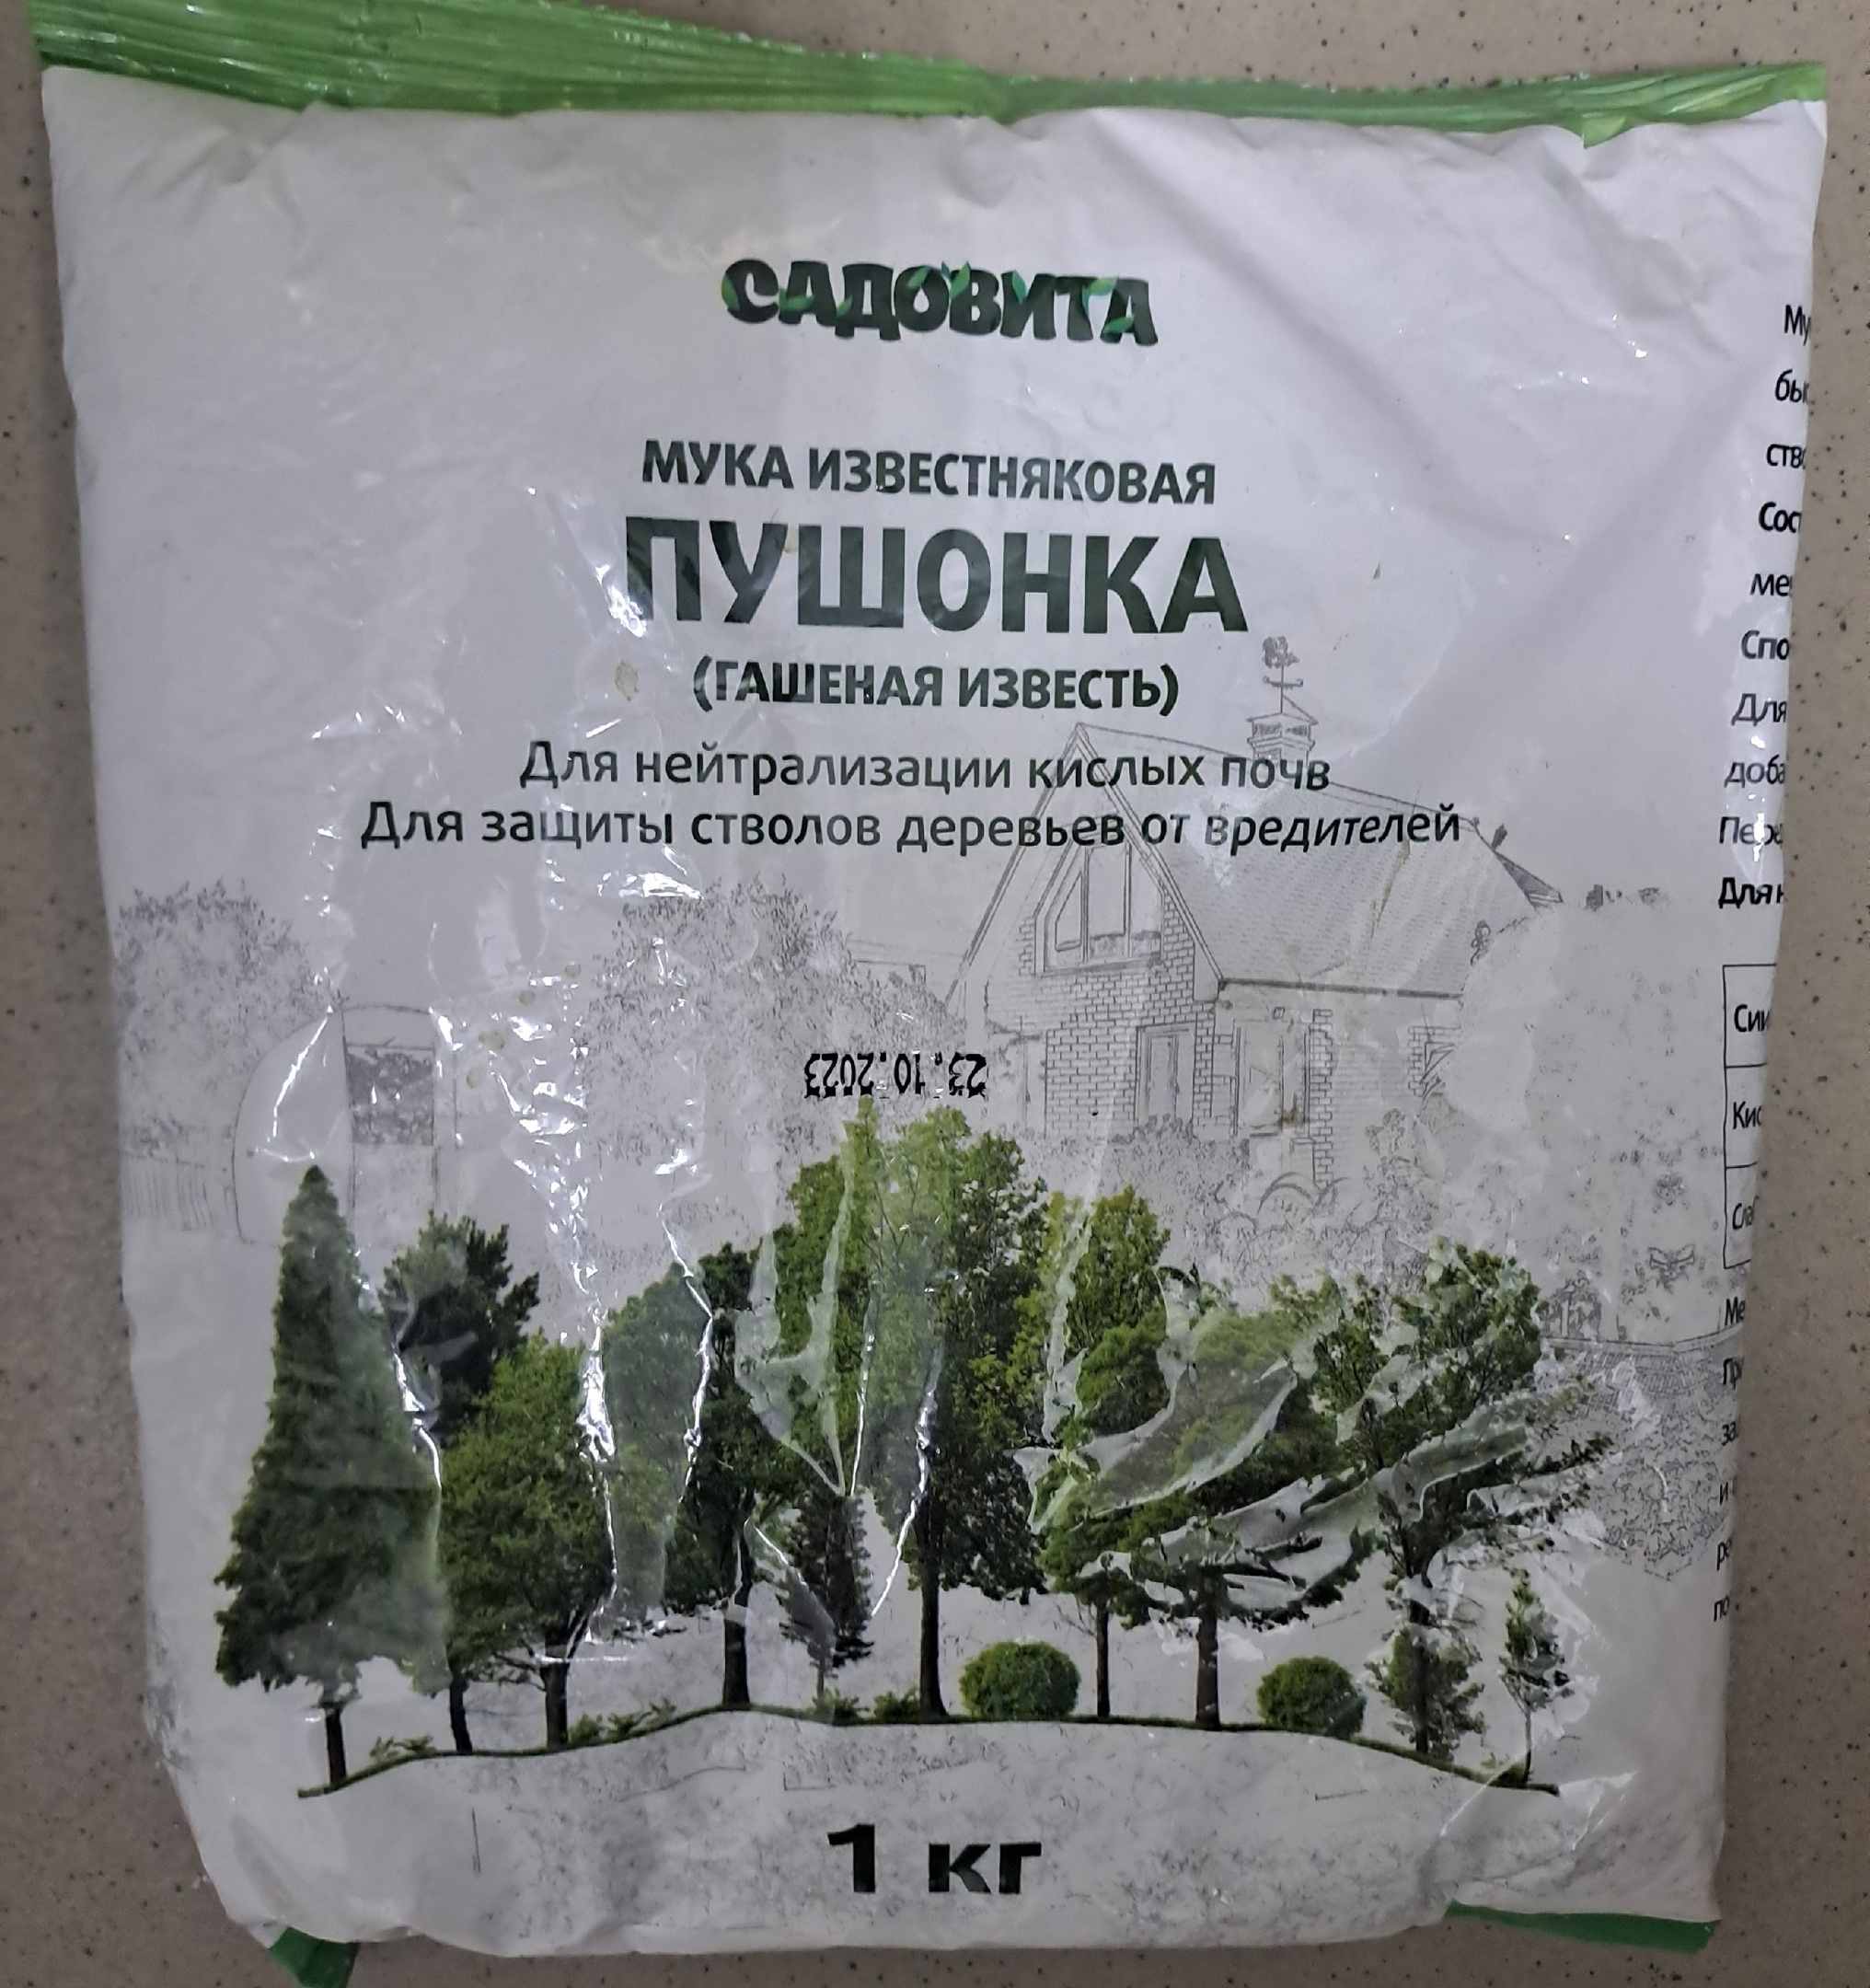 САДОВИТА
МУКА ИЗВЕСТНЯКОВАЯ
ПУШОНКА
(ГАШЕНАЯ ИЗВЕСТЬ)
Для нейтрализации кислых почв
Для защиты стволов деревьев от вредителей
23.10.2023
1 кг